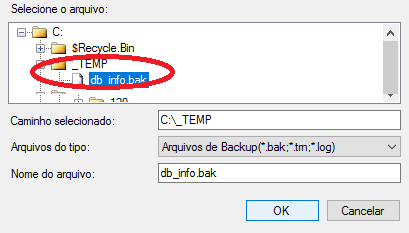 Selecione o arquivo:
C:
$Recycle.Bin
_TEMP
db_info.bak
Caminho selecionado:
C:\_TEMP
Arquivos do tipo:
Arquivos de Backup(*.bak;*.trn;*.log)
Nome do arquivo:
db_info.bak
OK
Cancelar